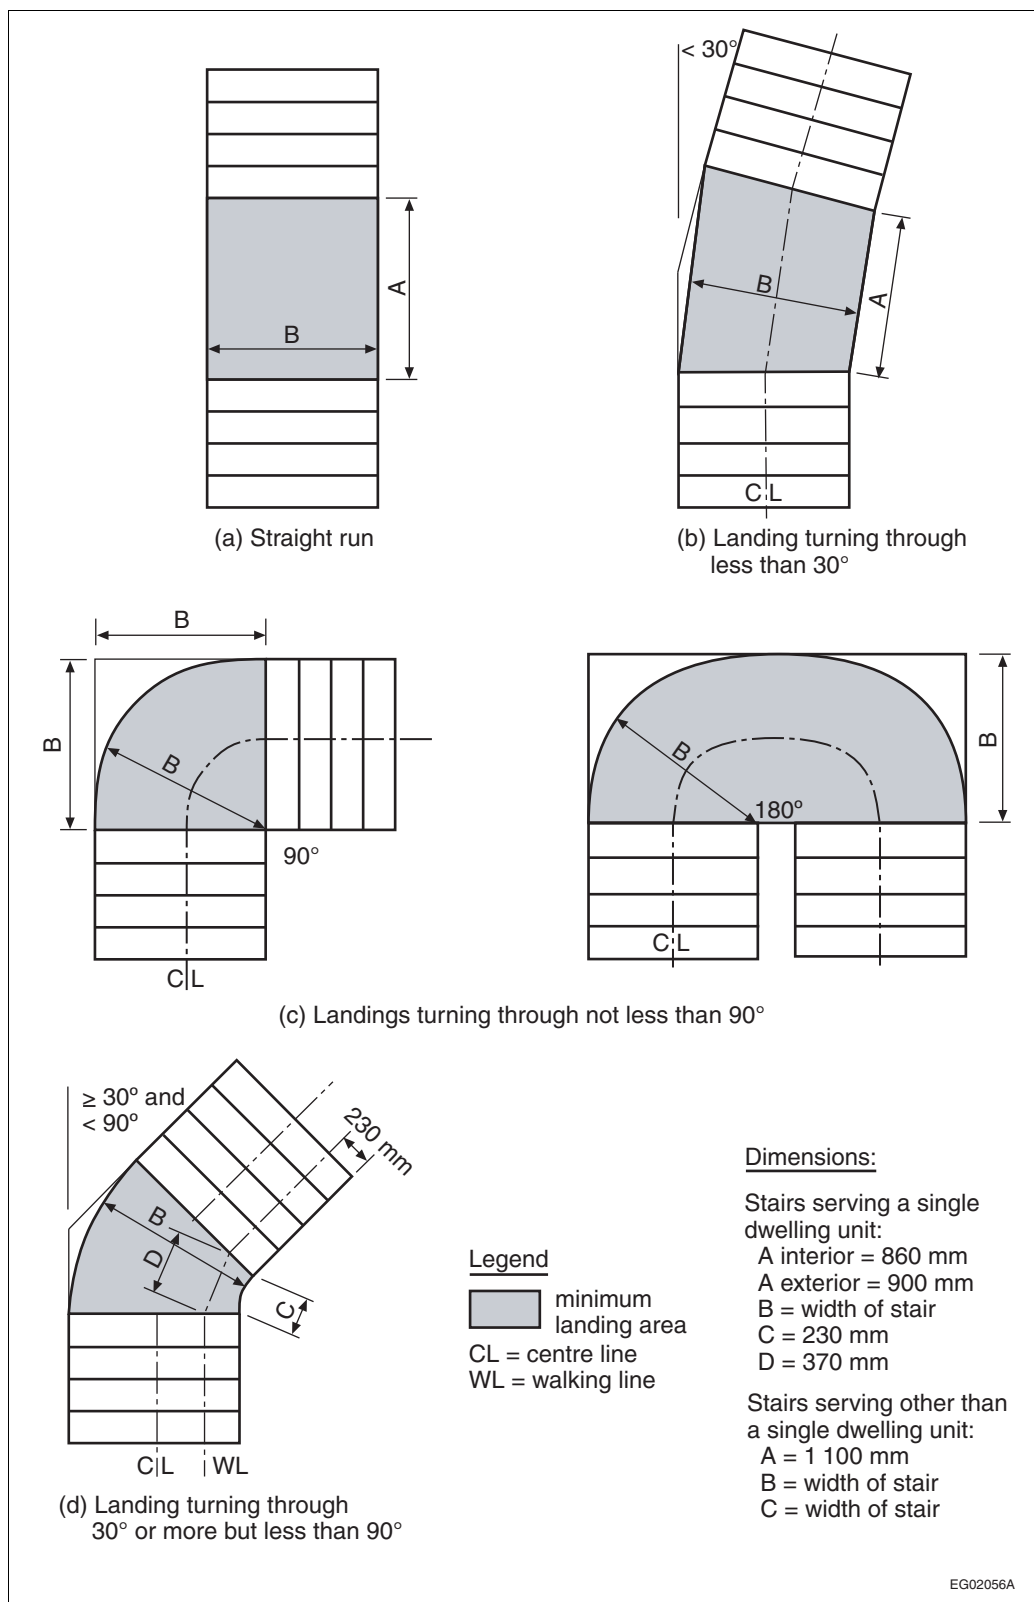 < 30°
A
B
B
A
C L
(a) Straight run
(b) Landing turning through
less than 30°
B
B
B
90°
C L
B
B
180º
C L
(c) Landings turning through not less than 90°
≥ 30º and
< 90º
230 mm
B
D
C
C L
WL
(d) Landing turning through
30° or more but less than 90°
Legend
minimum
landing area
CL = centre line
WL = walking line
Dimensions:
Stairs serving a single
dwelling unit:
A interior = 860 mm
A exterior = 900 mm
B = width of stair
C = 230 mm
D = 370 mm
Stairs serving other than
a single dwelling unit:
A = 1 100 mm
B = width of stair
C = width of stair
EG02056A